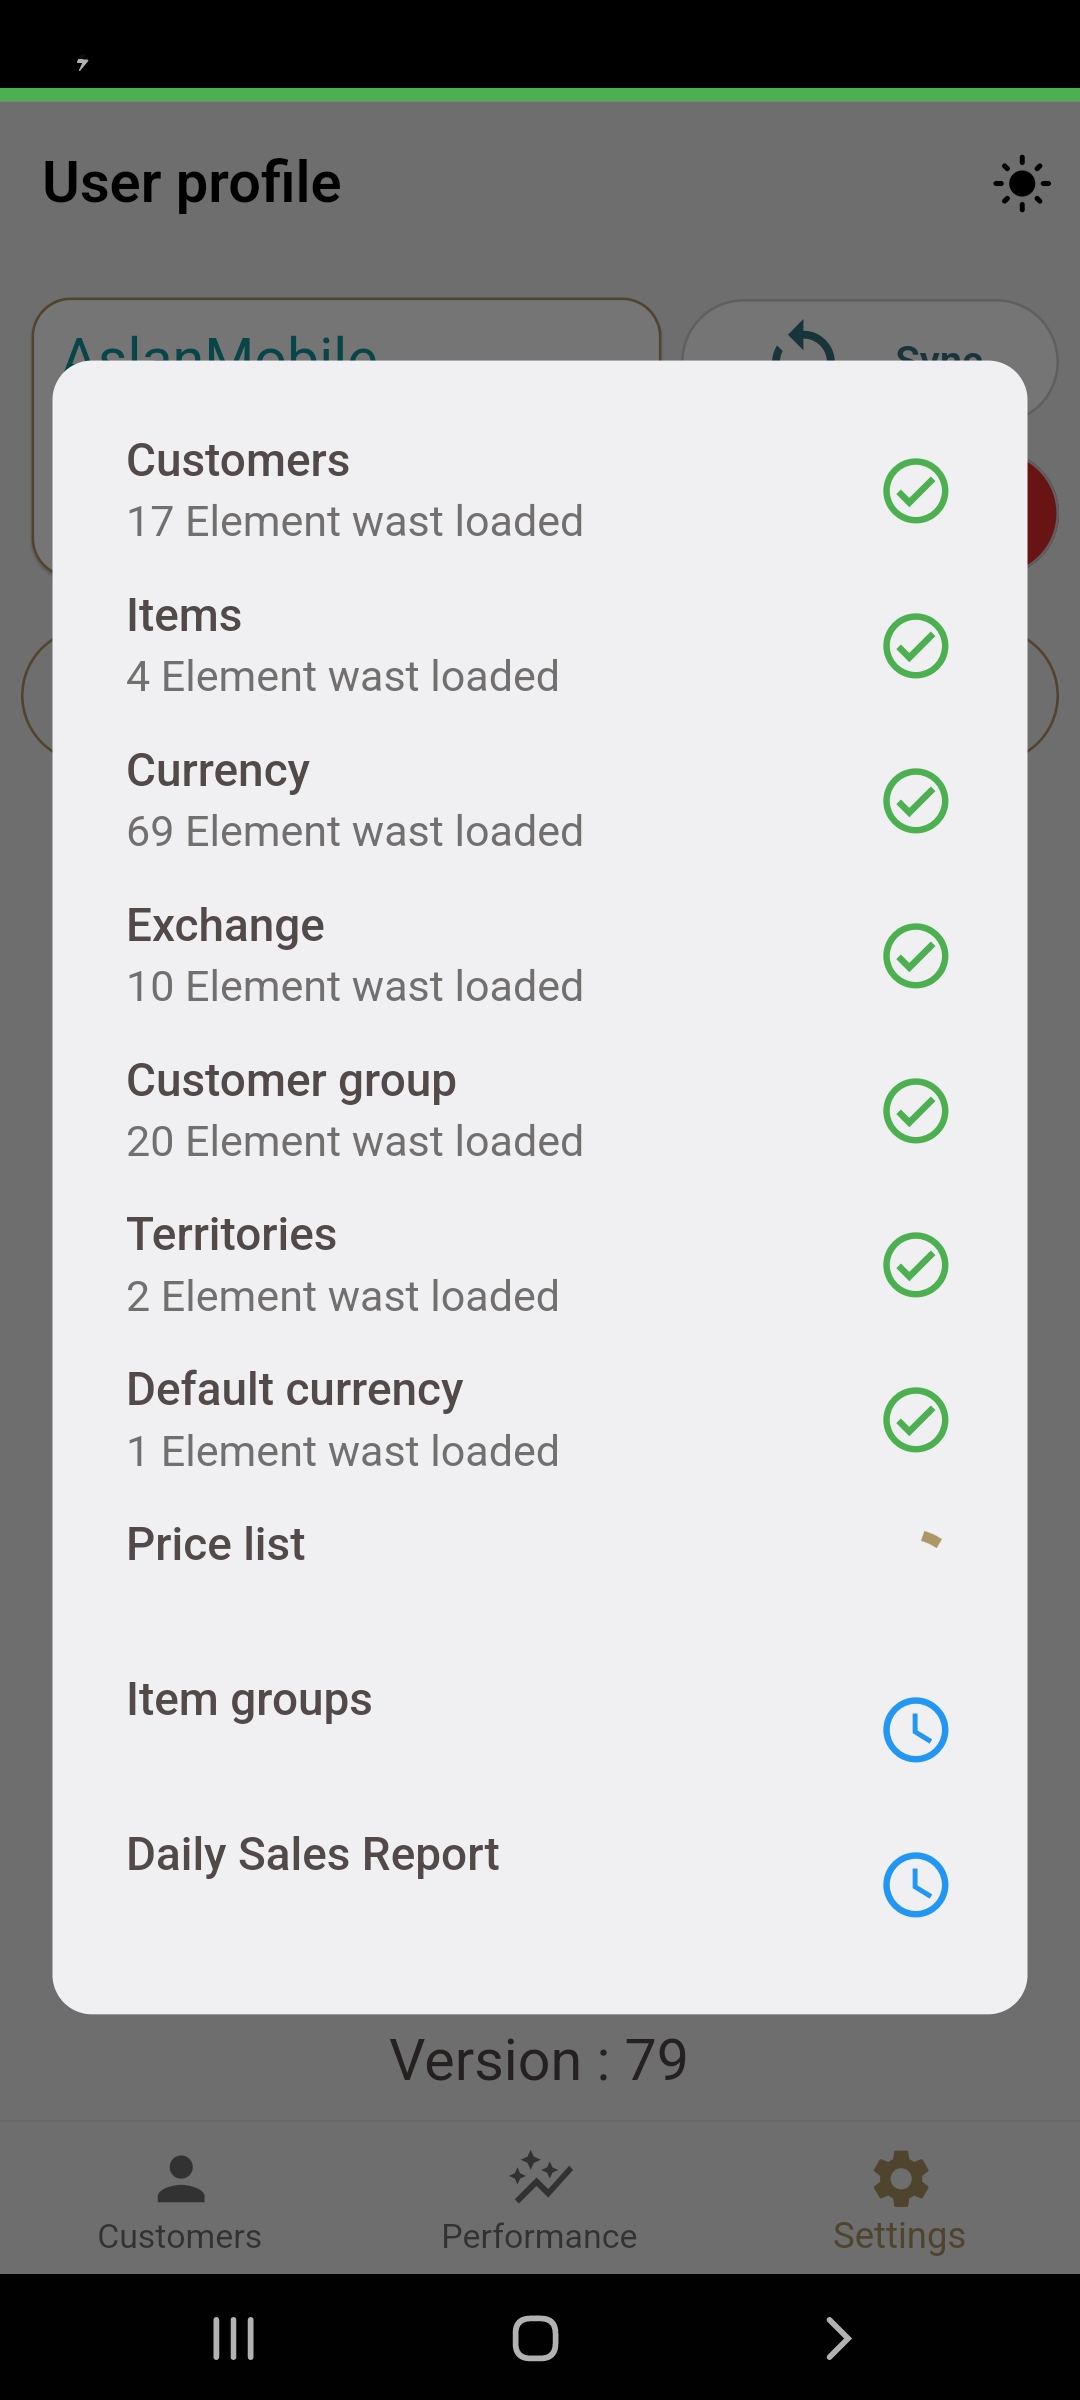 User profile
AslanMobile
Sync
Customers
17 Element wast loaded
Items
4 Element wast loaded
Currency
69 Element wast loaded
Exchange
10 Element wast loaded
Customer group
20 Element wast loaded
Territories
2 Element wast loaded
Default currency
1 Element wast loaded
Price list
Item groups
Daily Sales Report
Version : 79
Customers
Performance
Settings